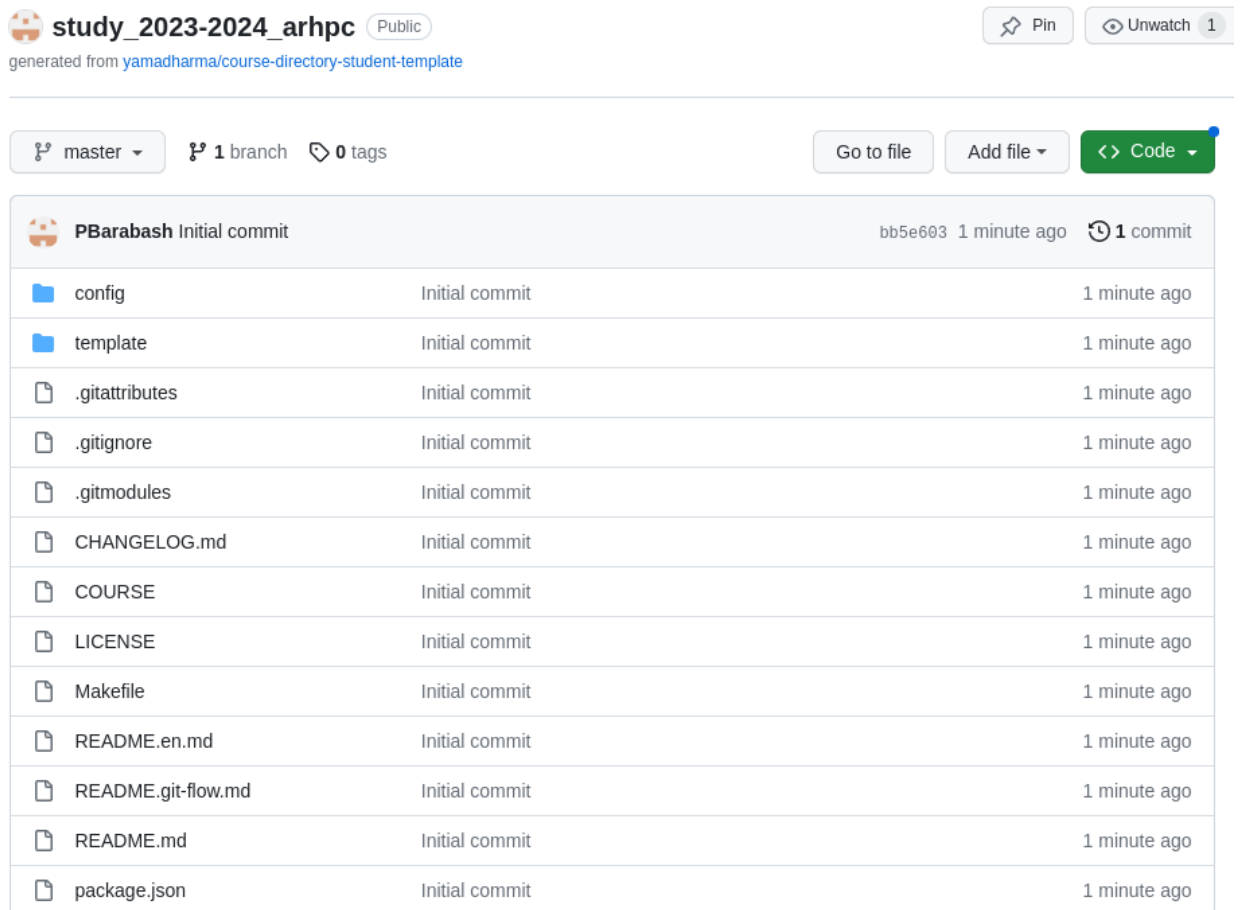 study_2023-2024_arhpc Public Pin Unwatch 1
generated from yamadharma/course-directory-student-template
master 1 branch 0 tags Go to file Add file Code
PBarabash Initial commit bb5e603 1 minute ago 1 commit
config Initial commit 1 minute ago
template Initial commit 1 minute ago
.gitattributes Initial commit 1 minute ago
.gitignore Initial commit 1 minute ago
.gitmodules Initial commit 1 minute ago
CHANGELOG.md Initial commit 1 minute ago
COURSE Initial commit 1 minute ago
LICENSE Initial commit 1 minute ago
Makefile Initial commit 1 minute ago
README.en.md Initial commit 1 minute ago
README.git-flow.md Initial commit 1 minute ago
README.md Initial commit 1 minute ago
package.json Initial commit 1 minute ago